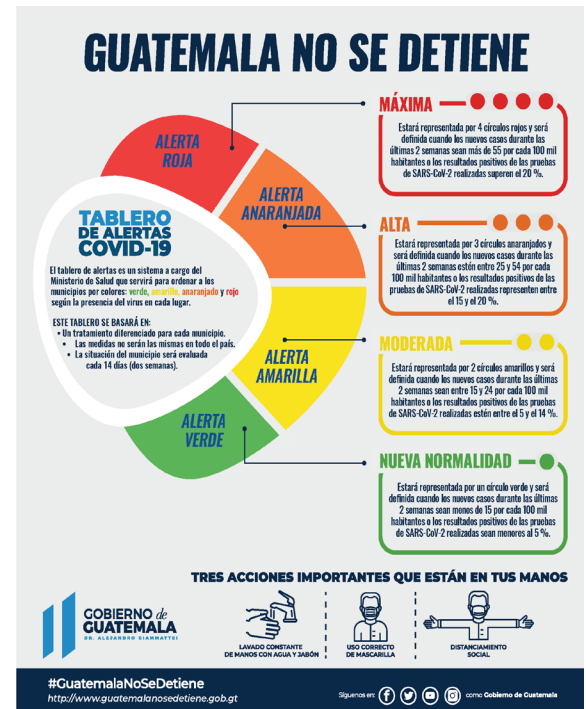 GUATEMALA NO SE DETIENE
ALERTA
ROJA
ALERTA
ANARANJADA
ALERTA
AMARILLA
ALERTA
VERDE
TABLERO
DE ALERTAS
COVID-19
El tablero de alertas es un sistema a cargo del
Ministerio de Salud que servirá para ordenar a los
municipios por colores: verde, amarillo, anaranjado y rojo
según la presencia del virus en cada lugar.
ESTE TABLERO SE BASARÁ EN:
• Un tratamiento diferenciado para cada municipio.
• Las medidas no serán las mismas en todo el país.
• La situación del municipio será evaluada
cada 14 días (dos semanas).
MÁXIMA
Estará representada por 4 círculos rojos y será
definida cuando los nuevos casos durante las
últimas 2 semanas sean más de 55 por cada 100 mil
habitantes o los resultados positivos de las pruebas
de SARS-CoV-2 realizadas superen el 20 %.
ALTA
Estará representada por 3 círculos anaranjados y
será definida cuando los nuevos casos durante las
últimas 2 semanas estén entre 25 y 54 por cada
100 mil habitantes o los resultados positivos de las
pruebas de SARS-CoV-2 realizadas representen entre
el 15 y el 20 %.
MODERADA
Estará representada por 2 círculos amarillos y será
definida cuando los nuevos casos durante las últimas
2 semanas sean entre 15 y 24 por cada 100 mil
habitantes o los resultados positivos de las pruebas
de SARS-CoV-2 realizadas estén entre el 5 y el 14 %.
NUEVA NORMALIDAD
Estará representada por un círculo verde y será
definida cuando los nuevos casos durante las últimas
2 semanas sean menos de 15 por cada 100 mil
habitantes o los resultados positivos de las pruebas
de SARS-CoV-2 realizadas sean menores al 5 %.
TRES ACCIONES IMPORTANTES QUE ESTÁN EN TUS MANOS
GOBIERNO de
GUATEMALA
DR. ALEJANDRO GIAMMATTEI
LAVADO CONSTANTE
DE MANOS CON AGUA Y JABÓN
USO CORRECTO
DE MASCARILLA
DISTANCIAMIENTO
SOCIAL
#GuatemalaNoSeDetiene
http://www.guatemalanosedetiene.gob.gt
Síguenos en:
como Gobierno de Guatemala